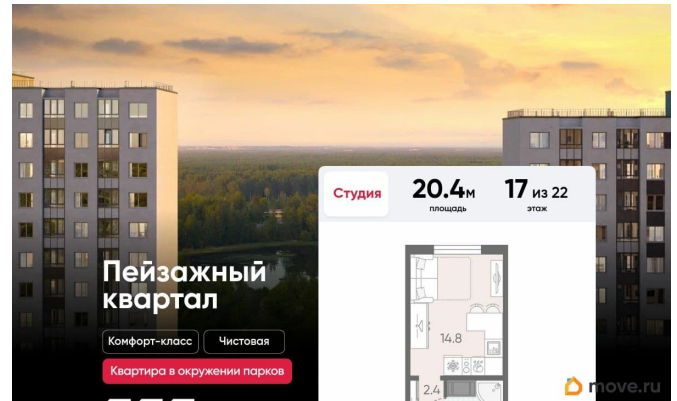 Студия
20.4м
площадь
17 из 22
этаж
Пейзажный
квартал
Комфорт-класс
Чистовая
Квартира в окружении парков
14.8
2.4
move.ru